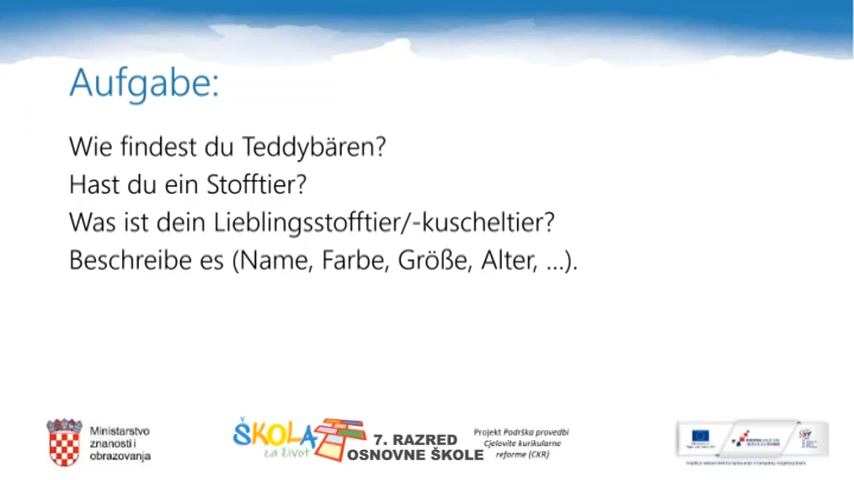 Aufgabe:
Wie findest du Teddybären?
Hast du ein Stofftier?
Was ist dein Lieblingsstofftier/-kuscheltier?
Beschreibe es (Name, Farbe, Größe, Alter, ...).
Ministarstvo
znanosti i
obrazovanja
ŠKOLA
za život
7. RAZRED
OSNOVNE ŠKOLE
Projekt Podrška provedbi
Cjelovite kurikularne
reforme (CKR)